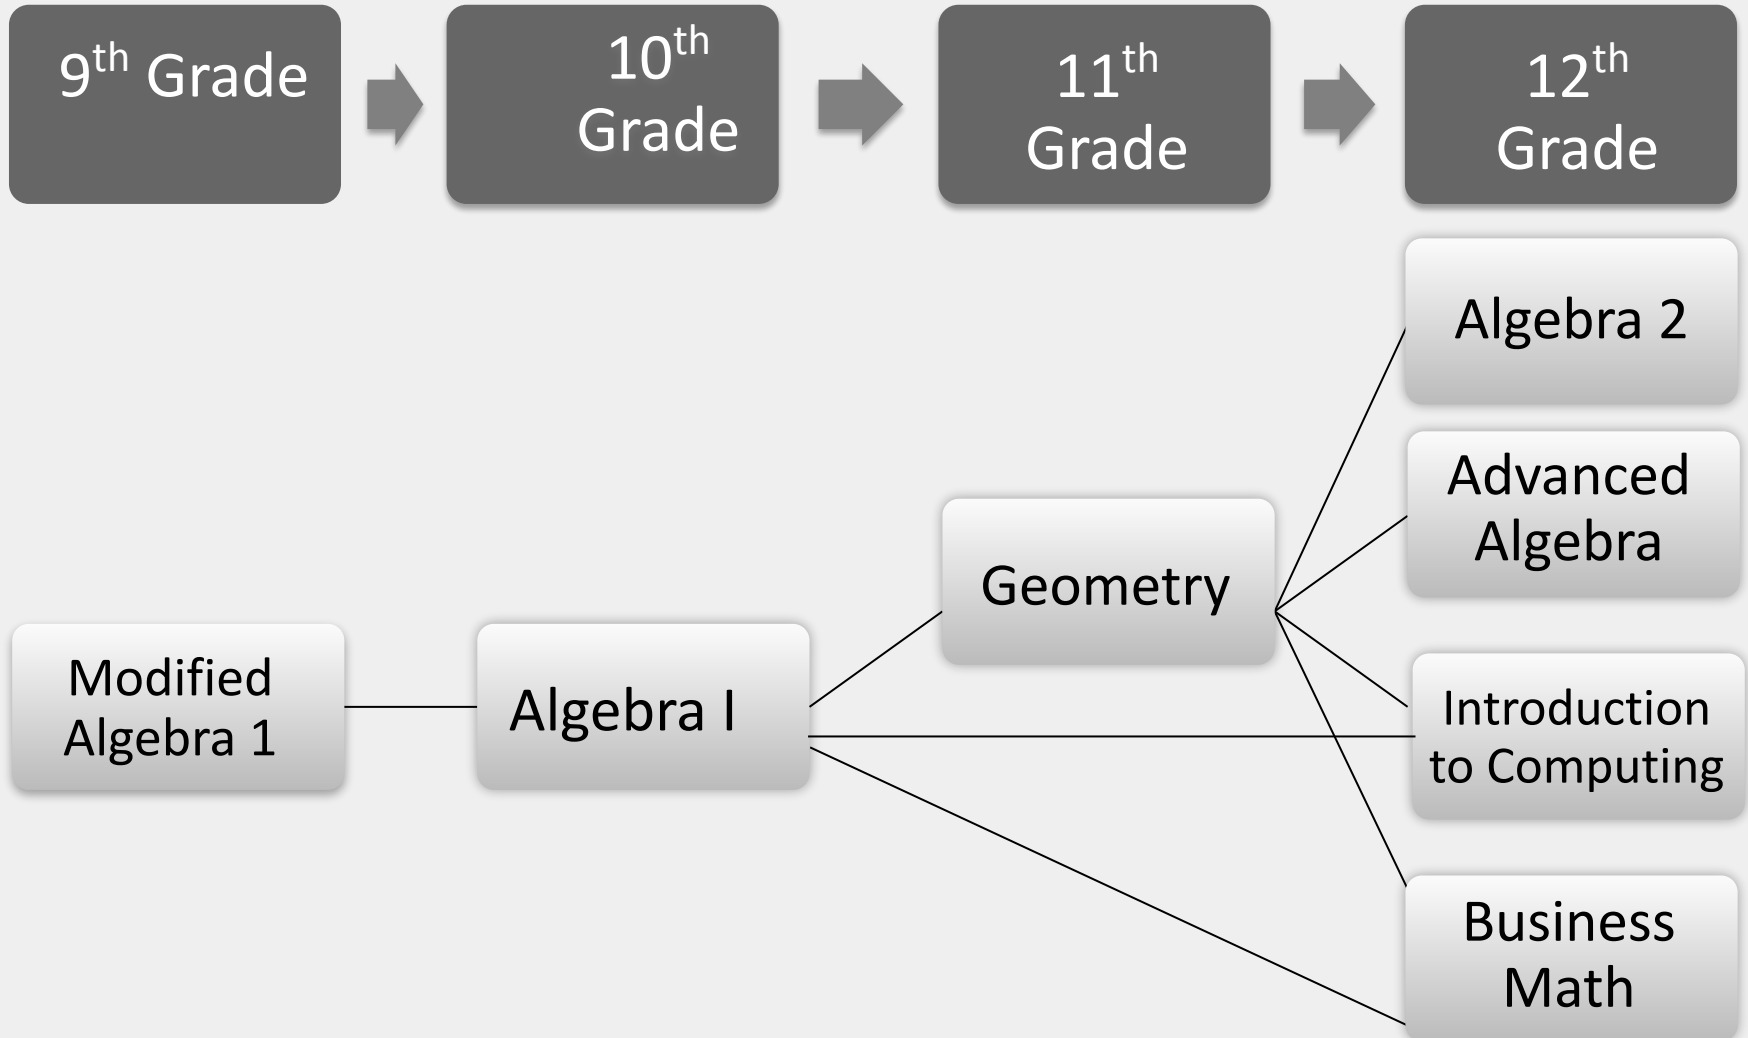 9th Grade
10th
Grade
11th
Grade
12th
Grade
Algebra 2
Advanced
Algebra
Geometry
Modified
Algebra 1
Algebra I
Introduction
to Computing
Business
Math